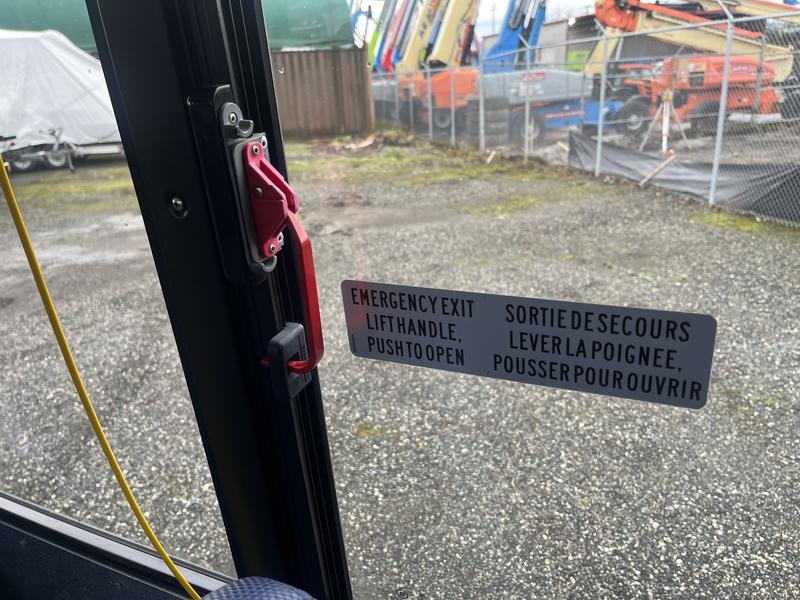 EMERGENCY EXIT
LIFT HANDLE,
PUSH TO OPEN
SORTIE DE SECOURS
LEVER LA POIGNEE,
POUSSER POUR OUVRIR